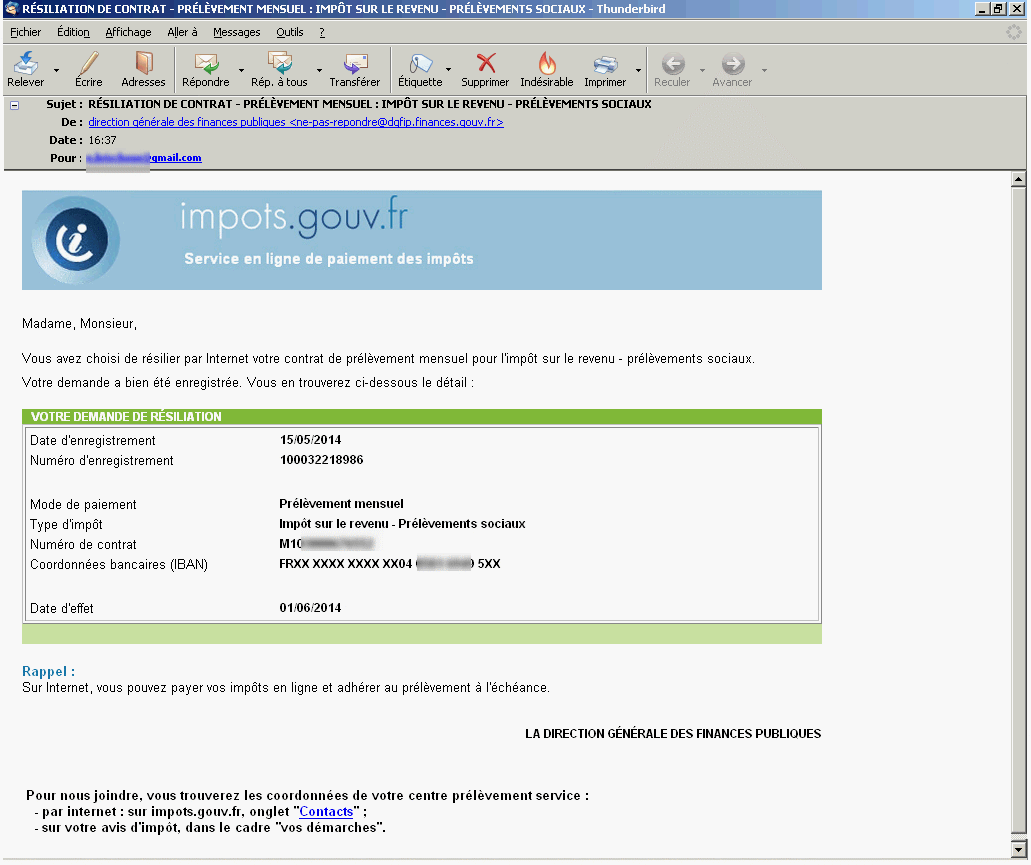 RÉSILIATION DE CONTRAT - PRÉLÈVEMENT MENSUEL : IMPÔT SUR LE REVENU - PRÉLÈVEMENTS SOCIAUX - Thunderbird
Fichier Édition Affichage Aller à Messages Outils ?
Relever Écrire Adresses Répondre Rép. à tous Transférer Étiquette Supprimer Indésirable Imprimer Reculer Avancer
Sujet : RÉSILIATION DE CONTRAT - PRÉLÈVEMENT MENSUEL : IMPÔT SUR LE REVENU - PRÉLÈVEMENTS SOCIAUX
De : direction générale des finances publiques <ne-pas-repondre@dgfip.finances.gouv.fr>
Date : 16:37
Pour : @gmail.com
impots.gouv.fr
Service en ligne de paiement des impôts
Madame, Monsieur,
Vous avez choisi de résilier par Internet votre contrat de prélèvement mensuel pour l'impôt sur le revenu - prélèvements sociaux.
Votre demande a bien été enregistrée. Vous en trouverez ci-dessous le détail :
VOTRE DEMANDE DE RÉSILIATION
Date d'enregistrement 15/05/2014
Numéro d'enregistrement 100032218986
Mode de paiement Prélèvement mensuel
Type d'impôt Impôt sur le revenu - Prélèvements sociaux
Numéro de contrat M10
Coordonnées bancaires (IBAN) FRXX XXXX XXXX XX04 5XX
Date d'effet 01/06/2014
Rappel :
Sur Internet, vous pouvez payer vos impôts en ligne et adhérer au prélèvement à l'échéance.
LA DIRECTION GÉNÉRALE DES FINANCES PUBLIQUES
Pour nous joindre, vous trouverez les coordonnées de votre centre prélèvement service :
- par internet : sur impots.gouv.fr, onglet "Contacts" ;
- sur votre avis d'impôt, dans le cadre "vos démarches".